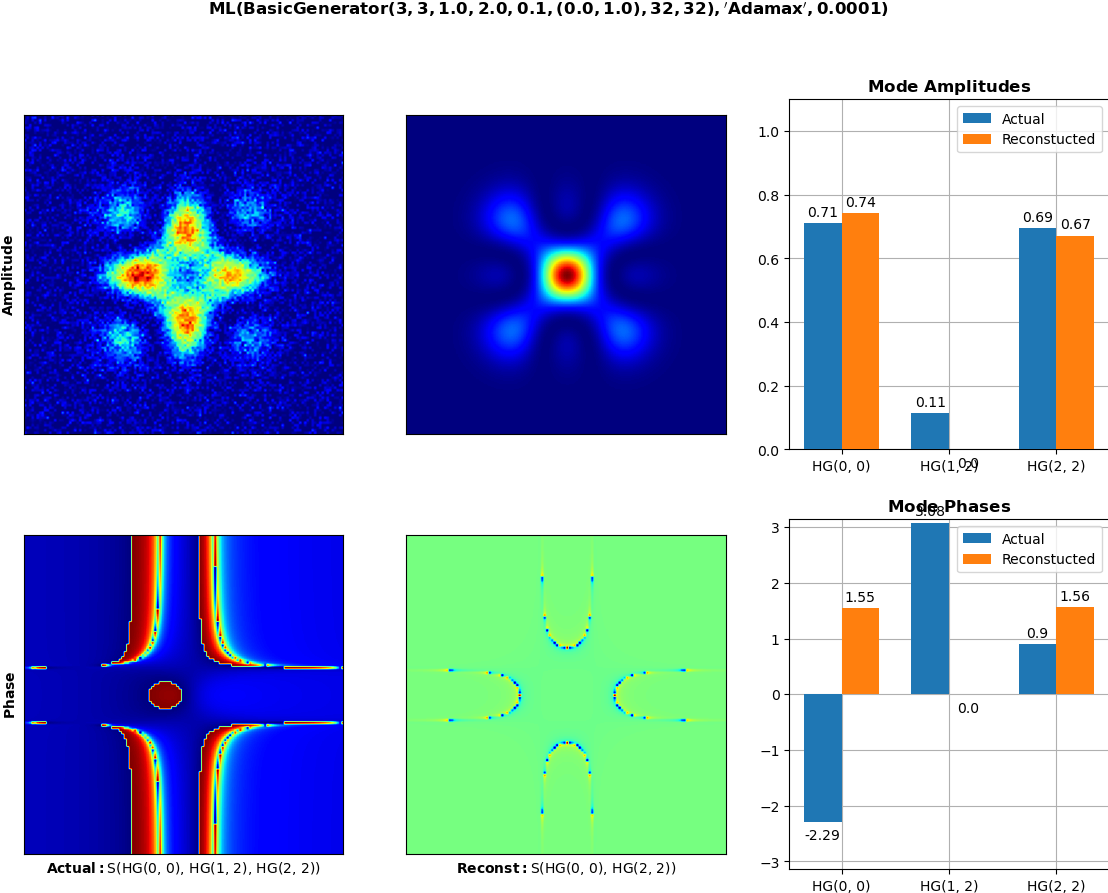 ML(BasicGenerator(3, 3, 1.0, 2.0, 0.1, (0.0, 1.0), 32, 32), ′Adamax′, 0.0001)
Amplitude
Mode Amplitudes
Actual
Reconstucted
1.0
0.8
0.6
0.4
0.2
0.0
0.71
0.74
0.11
0.0
0.69
0.67
HG(0, 0)
HG(1, 2)
HG(2, 2)
Phase
Actual: S(HG(0, 0), HG(1, 2), HG(2, 2))
Reconst: S(HG(0, 0), HG(2, 2))
Mode Phases
Actual
Reconstucted
3
2
1
0
−1
−2
−3
-2.29
1.55
3.08
0.0
0.9
1.56
HG(0, 0)
HG(1, 2)
HG(2, 2)